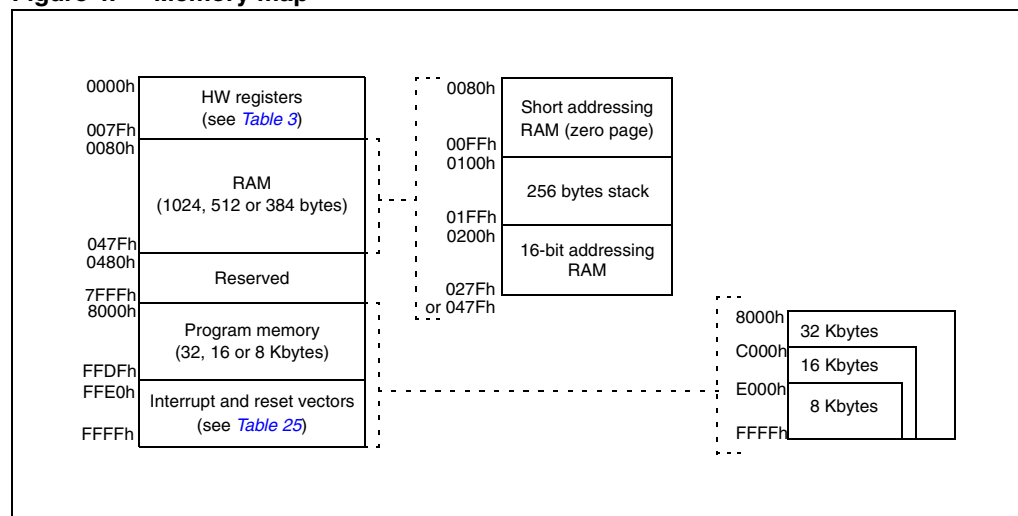 Figure 4. Memory map
0000h
HW registers
(see Table 3)
007Fh
0080h
RAM
(1024, 512 or 384 bytes)
047Fh
0480h
Reserved
7FFFh
8000h
Program memory
(32, 16 or 8 Kbytes)
FFDFh
FFE0h
Interrupt and reset vectors
(see Table 25)
FFFFh
0080h
Short addressing
RAM (zero page)
00FFh
0100h
256 bytes stack
01FFh
0200h
16-bit addressing
RAM
027Fh
or 047Fh
8000h
32 Kbytes
C000h
16 Kbytes
E000h
8 Kbytes
FFFFh